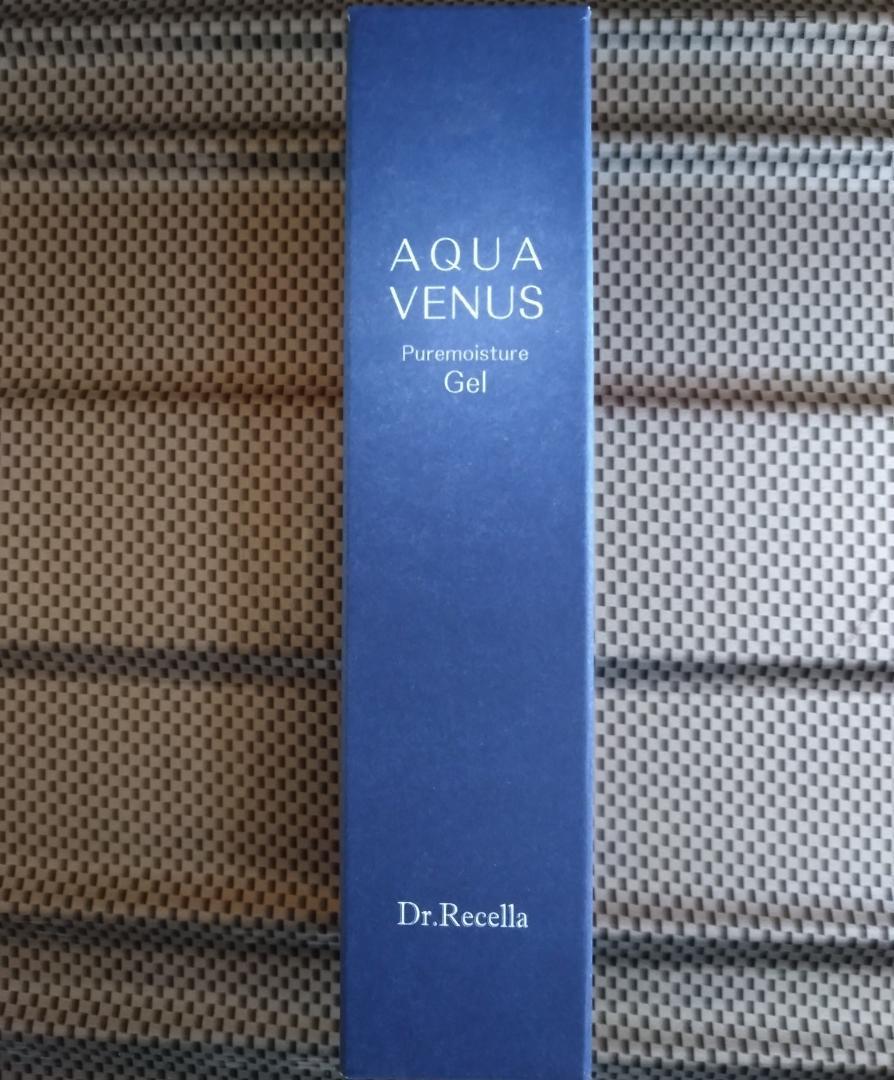 AQUA
VENUS
Puremoisture
Gel
Dr.Recella